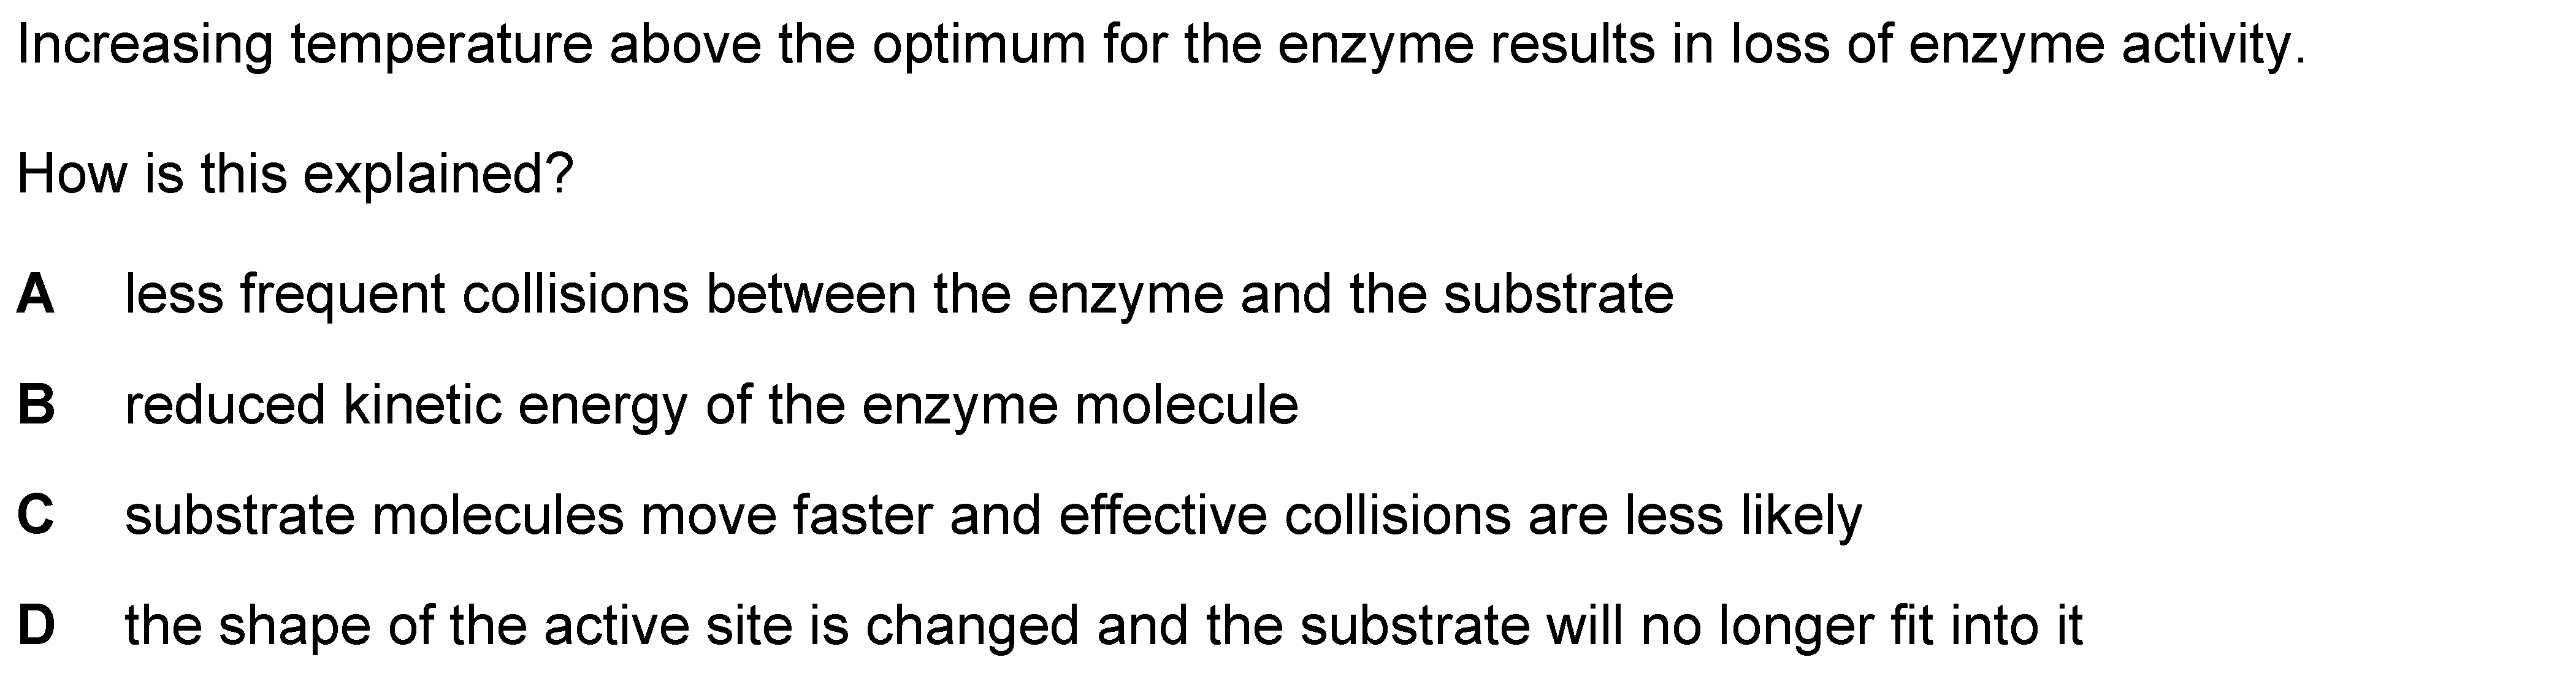 Increasing temperature above the optimum for the enzyme results in loss of enzyme activity.
How is this explained?
A less frequent collisions between the enzyme and the substrate
B reduced kinetic energy of the enzyme molecule
C substrate molecules move faster and effective collisions are less likely
D the shape of the active site is changed and the substrate will no longer fit into it